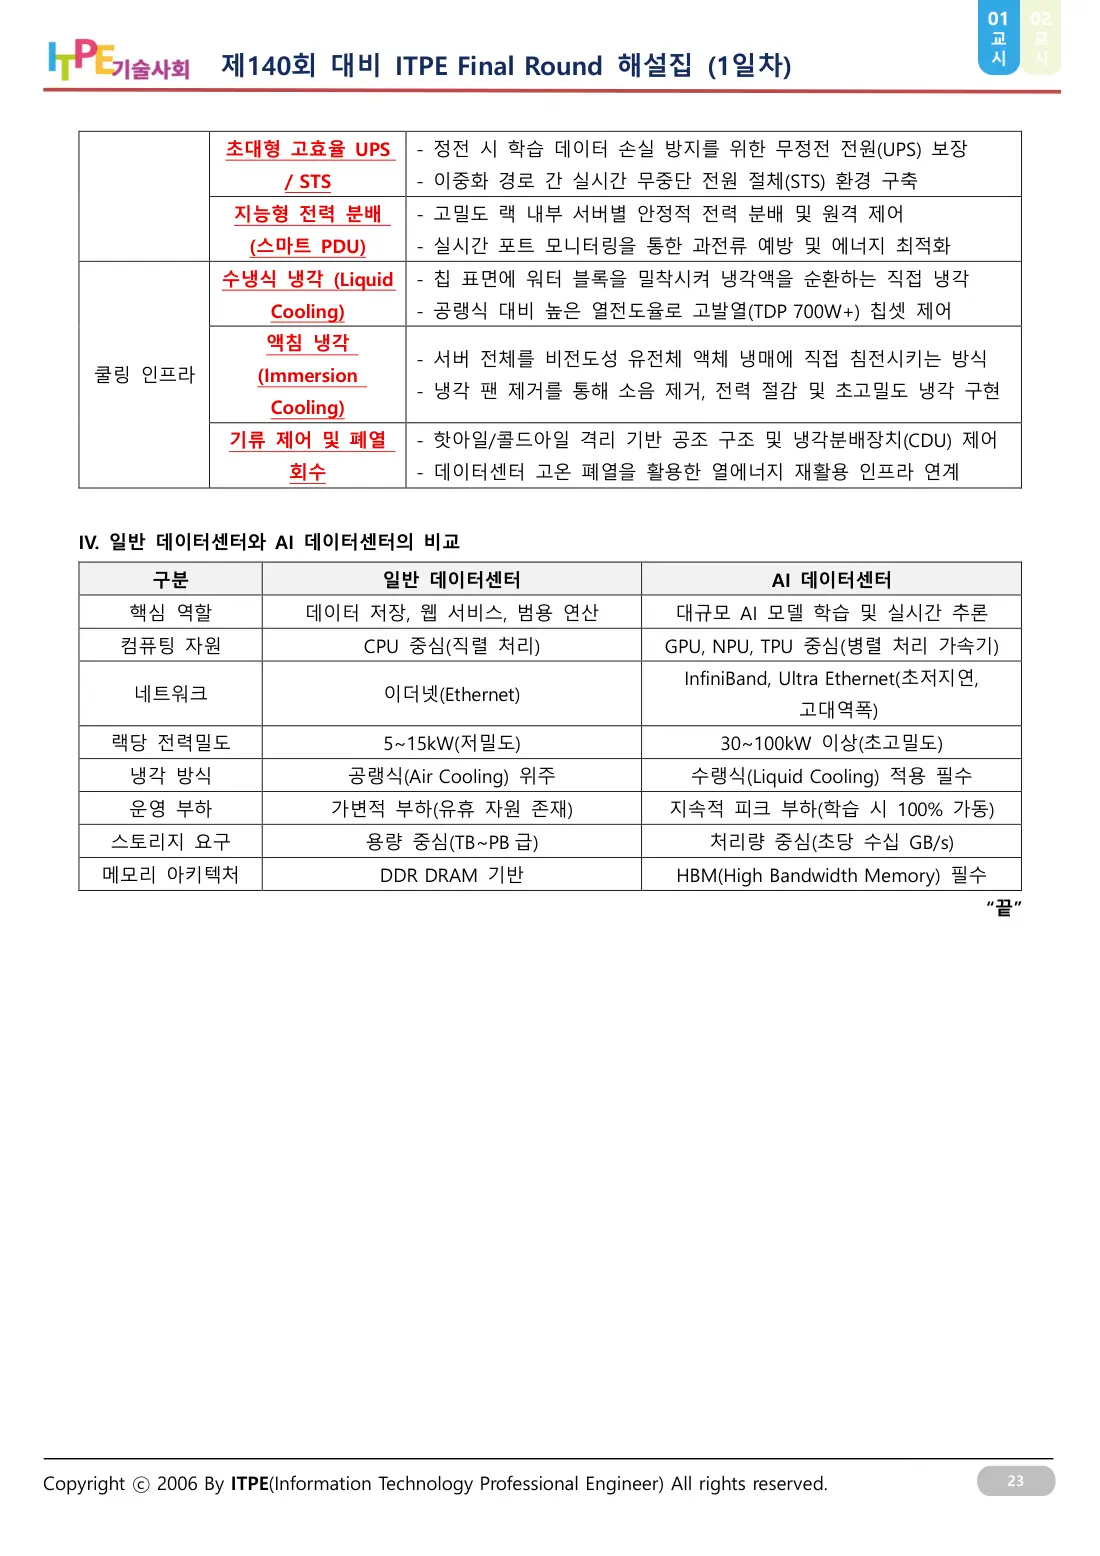 01
교
시
02
교
시
ITPE기술사회 제140회 대비 ITPE Final Round 해설집 (1일차)
초대형 고효율 UPS
/ STS
- 정전 시 학습 데이터 손실 방지를 위한 무정전 전원(UPS) 보장
- 이중화 경로 간 실시간 무중단 전원 절체(STS) 환경 구축
지능형 전력 분배
(스마트 PDU)
- 고밀도 랙 내부 서버별 안정적 전력 분배 및 원격 제어
- 실시간 포트 모니터링을 통한 과전류 예방 및 에너지 최적화
쿨링 인프라
수냉식 냉각 (Liquid
Cooling)
- 칩 표면에 워터 블록을 밀착시켜 냉각액을 순환하는 직접 냉각
- 공랭식 대비 높은 열전도율로 고발열(TDP 700W+) 칩셋 제어
액침 냉각
(Immersion
Cooling)
- 서버 전체를 비전도성 유전체 액체 냉매에 직접 침전시키는 방식
- 냉각 팬 제거를 통해 소음 제거, 전력 절감 및 초고밀도 냉각 구현
기류 제어 및 폐열
회수
- 핫아일/콜드아일 격리 기반 공조 구조 및 냉각분배장치(CDU) 제어
- 데이터센터 고온 폐열을 활용한 열에너지 재활용 인프라 연계
IV. 일반 데이터센터와 AI 데이터센터의 비교
구분 일반 데이터센터 AI 데이터센터
핵심 역할 데이터 저장, 웹 서비스, 범용 연산 대규모 AI 모델 학습 및 실시간 추론
컴퓨팅 자원 CPU 중심(직렬 처리) GPU, NPU, TPU 중심(병렬 처리 가속기)
네트워크 이더넷(Ethernet) InfiniBand, Ultra Ethernet(초저지연,
고대역폭)
랙당 전력밀도 5~15kW(저밀도) 30~100kW 이상(초고밀도)
냉각 방식 공랭식(Air Cooling) 위주 수랭식(Liquid Cooling) 적용 필수
운영 부하 가변적 부하(유휴 자원 존재) 지속적 피크 부하(학습 시 100% 가동)
스토리지 요구 용량 중심(TB~PB급) 처리량 중심(초당 수십 GB/s)
메모리 아키텍처 DDR DRAM 기반 HBM(High Bandwidth Memory) 필수
“끝”
Copyright ⓒ 2006 By ITPE(Information Technology Professional Engineer) All rights reserved.
23